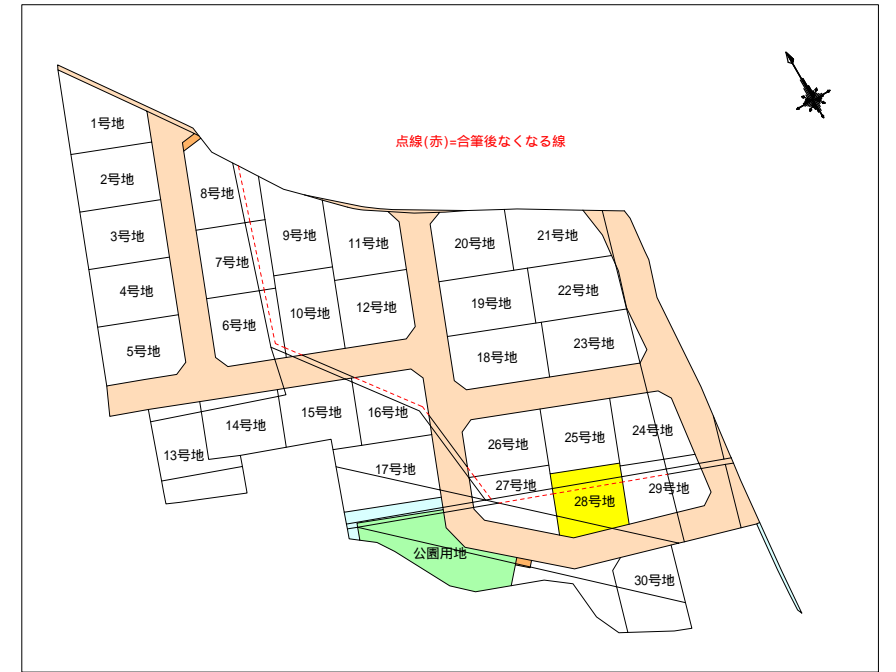 点線(赤)=合筆後なくなる線
1号地
2号地
3号地
4号地
5号地
8号地
7号地
6号地
9号地
10号地
11号地
12号地
20号地
21号地
19号地
22号地
18号地
23号地
13号地
14号地
15号地
16号地
17号地
26号地
25号地
24号地
27号地
28号地
29号地
公園用地
30号地